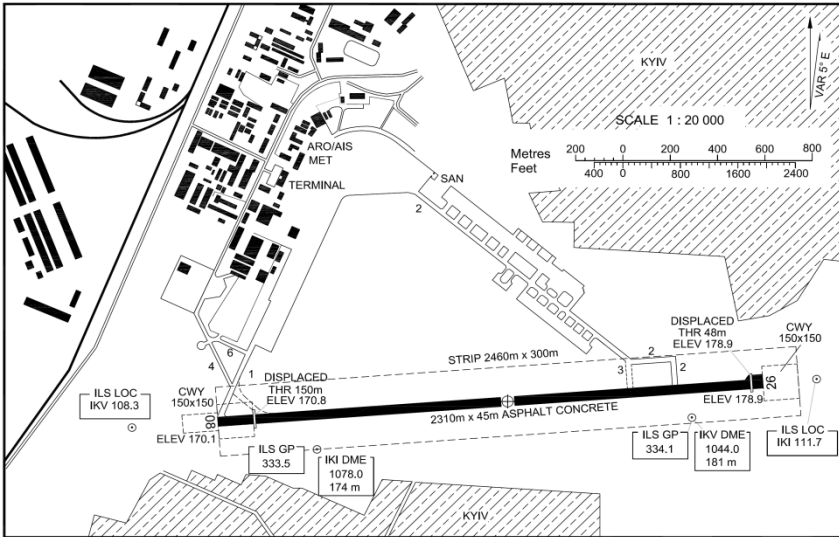 KYIV
VAR 5° E
SCALE 1 : 20 000
Metres
200 0 200 400 600 800
Feet
400 0 800 1600 2400
ARO/AIS
MET
TERMINAL
SAN
2
DISPLACED
THR 48m
ELEV 178.9
CWY
150x150
STRIP 2460m x 300m
2
3
2
6
4
1
DISPLACED
THR 150m
ELEV 170.8
CWY
150x150
ILS LOC
IKV 108.3
08
26
ELEV 170.1
2310m x 45m ASPHALT CONCRETE
ELEV 178.9
ILS GP
333.5
IKI DME
1078.0
174 m
ILS GP
334.1
IKV DME
1044.0
181 m
ILS LOC
IKI 111.7
KYIV